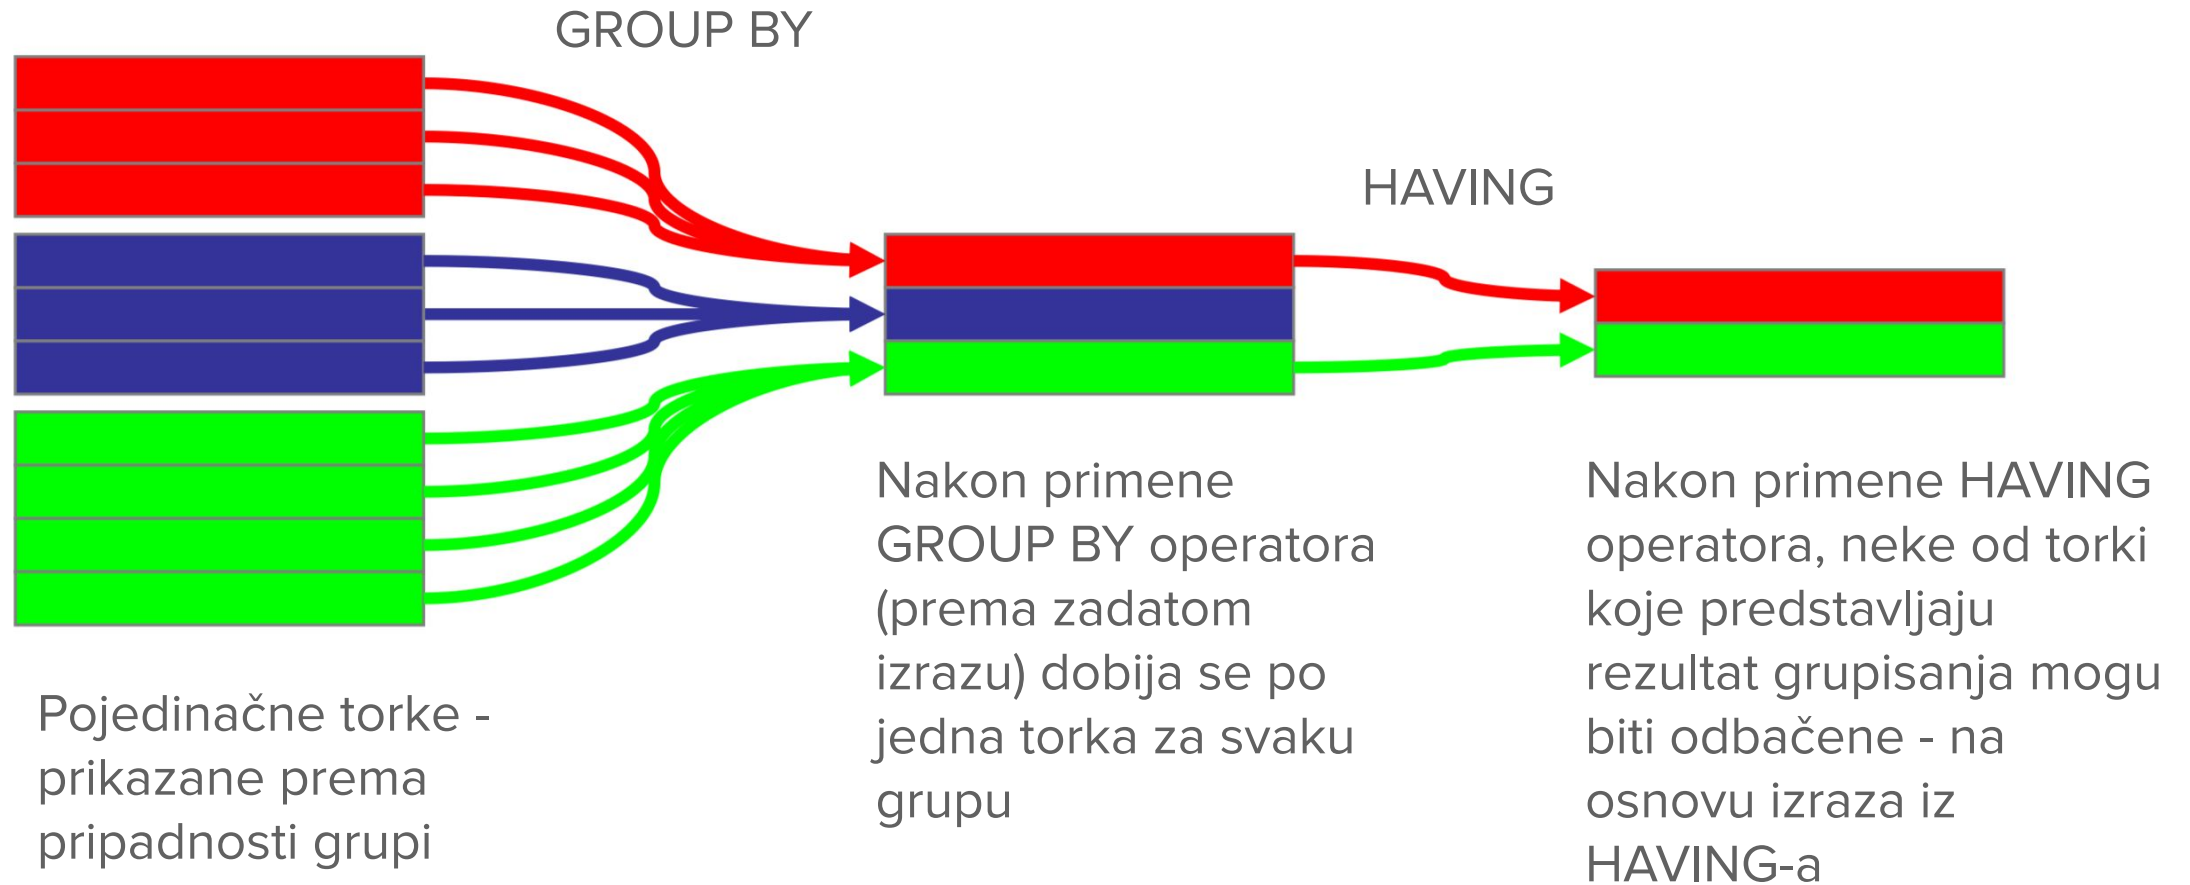 GROUP BY
HAVING
Pojedinačne torke -
prikazane prema
pripadnosti grupi
Nakon primene
GROUP BY operatora
(prema zadatom
izrazu) dobija se po
jedna torka za svaku
grupu
Nakon primene HAVING
operatora, neke od torki
koje predstavljaju
rezultat grupisanja mogu
biti odbačene - na
osnovu izraza iz
HAVING-a